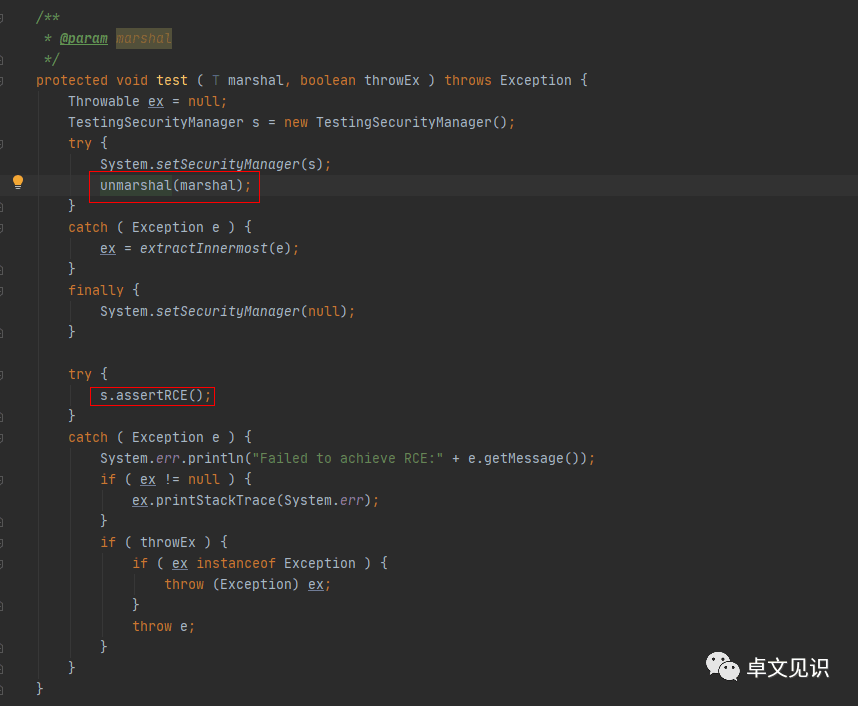 /**
 * @param marshal
 */
protected void test ( T marshal, boolean throwEx ) throws Exception {
    Throwable ex = null;
    TestingSecurityManager s = new TestingSecurityManager();
    try {
        System.setSecurityManager(s);
        unmarshal(marshal);
    }
    catch ( Exception e ) {
        ex = extractInnermost(e);
    }
    finally {
        System.setSecurityManager(null);
    }

    try {
        s.assertRCE();
    }
    catch ( Exception e ) {
        System.err.println("Failed to achieve RCE:" + e.getMessage());
        if ( ex != null ) {
            ex.printStackTrace(System.err);
        }
        if ( throwEx ) {
            if ( ex instanceof Exception ) {
                throw (Exception) ex;
            }
            throw e;
        }
    }
}
卓文见识